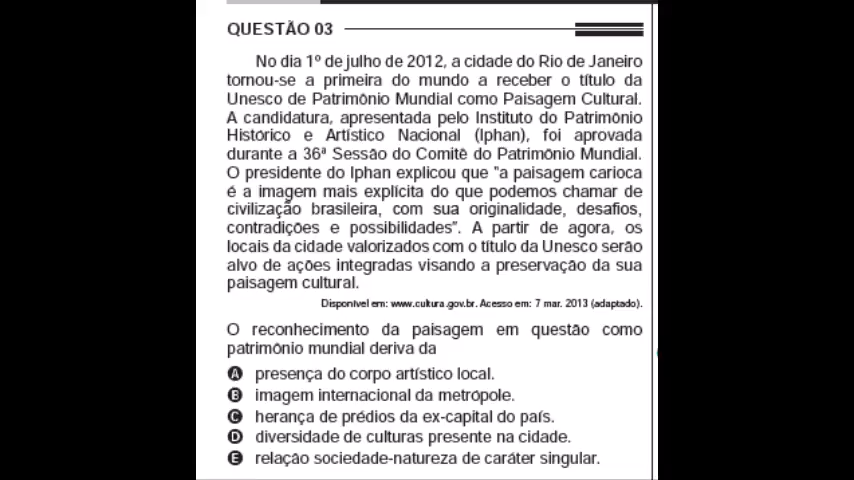 QUESTÃO 03
No dia 1º de julho de 2012, a cidade do Rio de Janeiro
tornou-se a primeira do mundo a receber o título da
Unesco de Patrimônio Mundial como Paisagem Cultural.
A candidatura, apresentada pelo Instituto do Patrimônio
Histórico e Artístico Nacional (Iphan), foi aprovada
durante a 36ª Sessão do Comitê do Patrimônio Mundial.
O presidente do Iphan explicou que "a paisagem carioca
é a imagem mais explícita do que podemos chamar de
civilização brasileira, com sua originalidade, desafios,
contradições e possibilidades". A partir de agora, os
locais da cidade valorizados com o título da Unesco serão
alvo de ações integradas visando a preservação da sua
paisagem cultural.
Disponível em: www.cultura.gov.br. Acesso em: 7 mar. 2013 (adaptado).
O reconhecimento da paisagem em questão como
patrimônio mundial deriva da
A presença do corpo artístico local.
B imagem internacional da metrópole.
C herança de prédios da ex-capital do país.
D diversidade de culturas presente na cidade.
E relação sociedade-natureza de caráter singular.